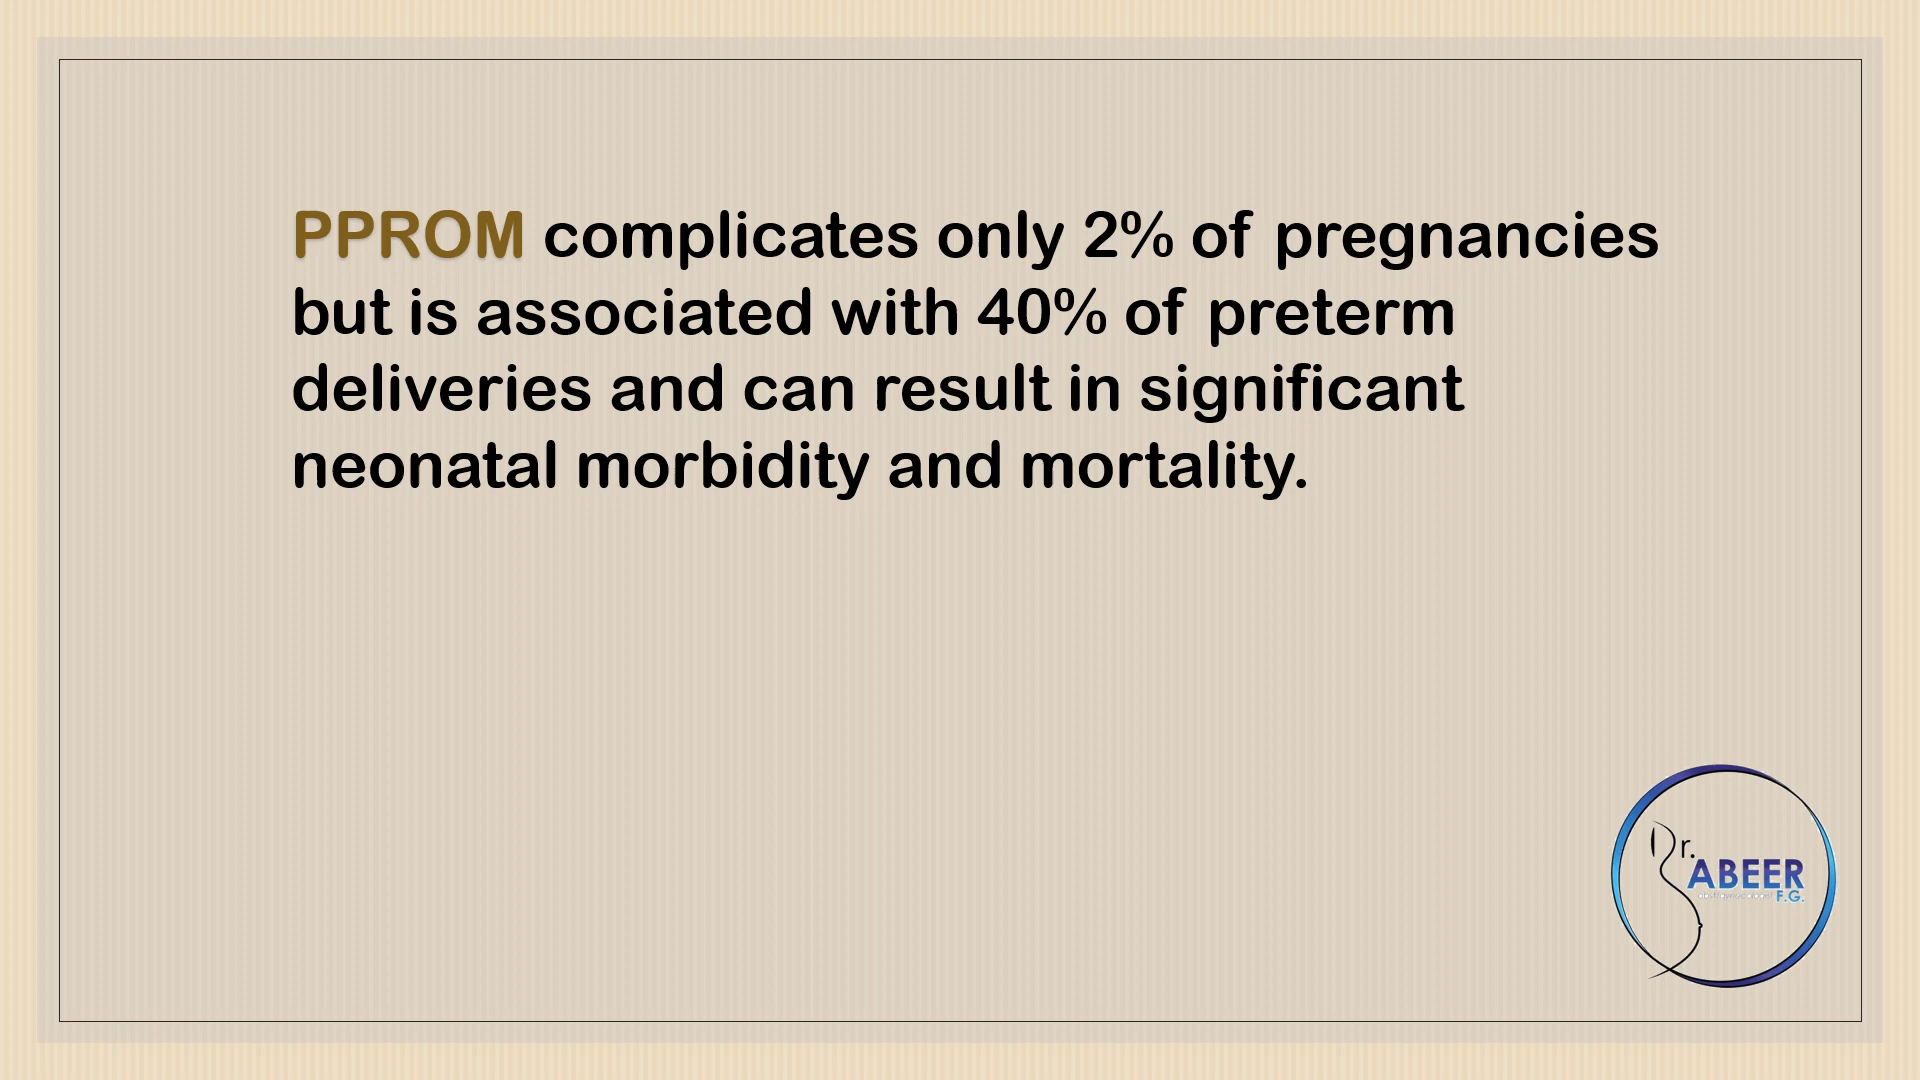 PPROM complicates only 2% of pregnancies
but is associated with 40% of preterm
deliveries and can result in significant
neonatal morbidity and mortality.
Dr.
ABEER
F.G.